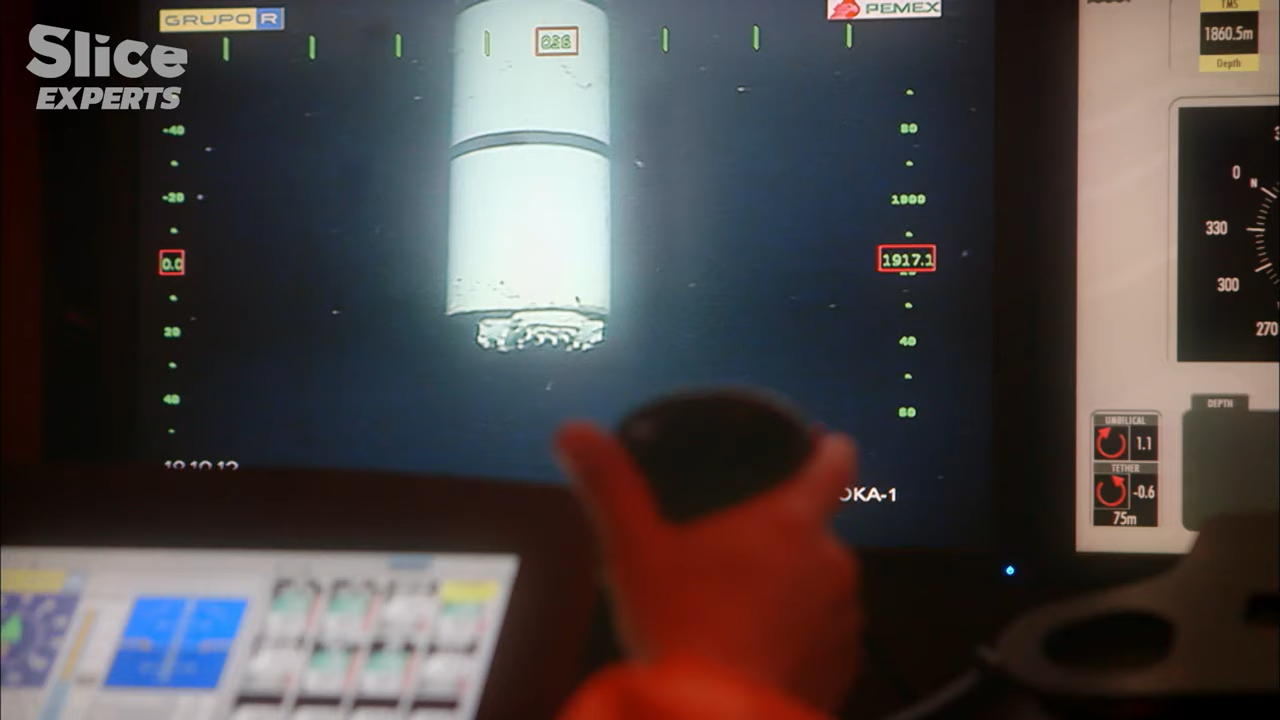 Slice
EXPERTS
GRUPO R
PEMEX
TMS
1860.5m
Depth
-40
-20
0.0
20
40
80
1900
1917.1
40
60
0
N
330
300
270
UMBILICAL
1.1
TETHER
-0.6
75m
DEPTH
OKA-1